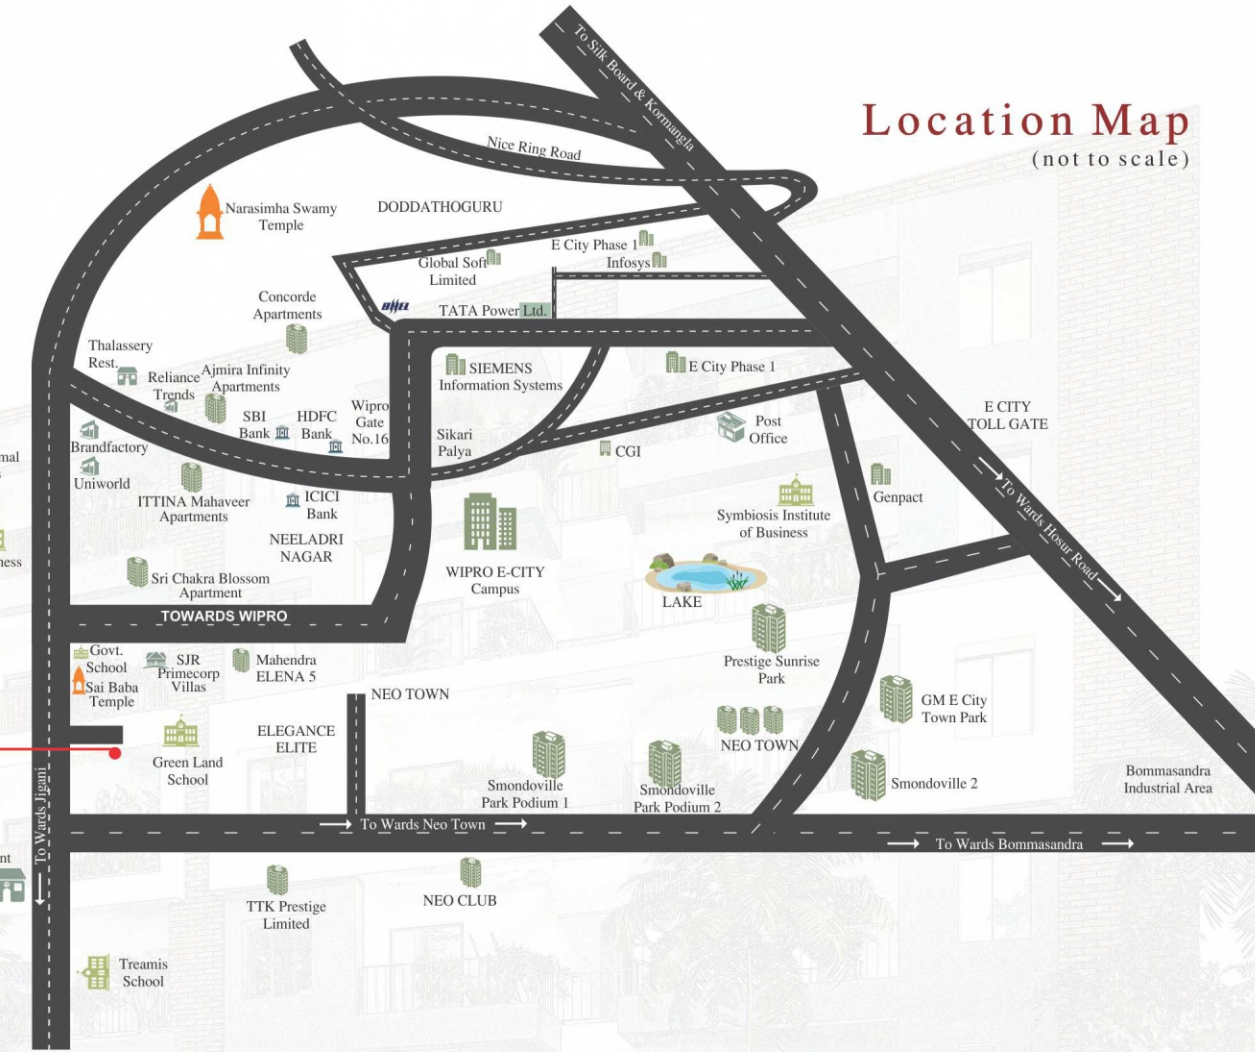 To Silk Board & Kormangla
Location Map
(not to scale)
Nice Ring Road
Narasimha Swamy
Temple
DODDATHOGURU
E City Phase 1
Infosys
Global Soft
Limited
Concorde
Apartments
BHEL
TATA Power Ltd.
Thalassery
Rest.
Reliance
Trends
Ajmira Infinity
Apartments
SIEMENS
Information Systems
E City Phase 1
SBI
Bank
HDFC
Bank
Wipro
Gate
No.16
Sikari
Palya
Post
Office
E CITY
TOLL GATE
Brandfactory
CGI
Uniworld
ITTINA Mahaveer
Apartments
ICICI
Bank
Genpact
To Wards Hosur Road
Symbiosis Institute
of Business
NEELADRI
NAGAR
WIPRO E-CITY
Campus
Sri Chakra Blossom
Apartment
LAKE
TOWARDS WIPRO
Govt.
School
SJR
Primecorp
Villas
Mahendra
ELENA 5
Prestige Sunrise
Park
Sai Baba
Temple
NEO TOWN
GM E City
Town Park
ELEGANCE
ELITE
NEO TOWN
Green Land
School
Smondoville
Park Podium 1
Smondoville
Park Podium 2
Smondoville 2
Bommasandra
Industrial Area
To Wards Jigani
To Wards Neo Town
To Wards Bommasandra
TTK Prestige
Limited
NEO CLUB
Treamis
School